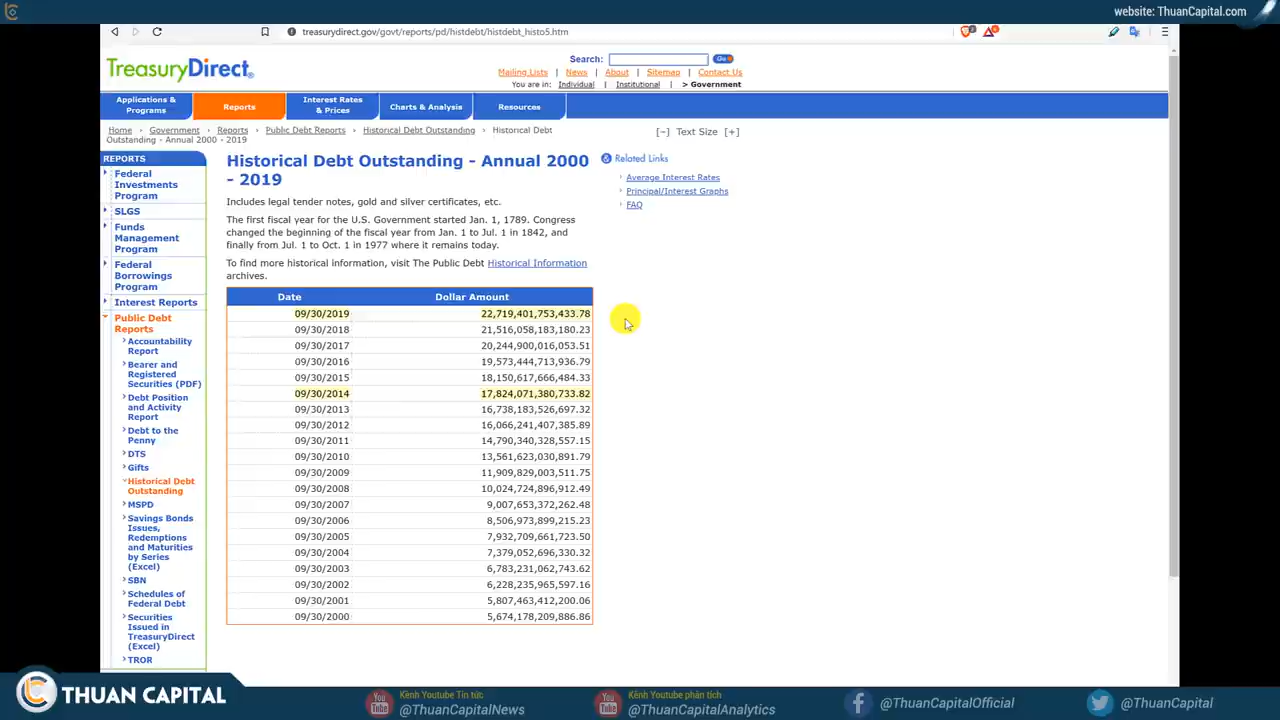 website: ThuanCapital.com
treasurydirect.gov/govt/reports/pd/histdebt/histdebt_histo5.htm
TreasuryDirect
Search:
Go
Mailing Lists | News | About | Sitemap | Contact Us
You are in: Individual | Institutional | > Government
Applications & Programs
Reports
Interest Rates & Prices
Charts & Analysis
Resources
Home > Government > Reports > Public Debt Reports > Historical Debt Outstanding > Historical Debt
Outstanding - Annual 2000 - 2019
[−] Text Size [+]
REPORTS
Federal
Investments
Program
SLGS
Funds
Management
Program
Federal
Borrowings
Program
Interest Reports
Public Debt
Reports
Accountability
Report
Bearer and
Registered
Securities (PDF)
Debt Position
and Activity
Report
Debt to the
Penny
DTS
Gifts
Historical Debt
Outstanding
MSPD
Savings Bonds
Issues,
Redemptions
and Maturities
by Series
(Excel)
SBN
Schedules of
Federal Debt
Securities
Issued in
TreasuryDirect
(Excel)
TROR
Historical Debt Outstanding - Annual 2000
- 2019
Includes legal tender notes, gold and silver certificates, etc.
The first fiscal year for the U.S. Government started Jan. 1, 1789. Congress
changed the beginning of the fiscal year from Jan. 1 to Jul. 1 in 1842, and
finally from Jul. 1 to Oct. 1 in 1977 where it remains today.
To find more historical information, visit The Public Debt Historical Information
archives.
Date Dollar Amount
09/30/2019 22,719,401,753,433.78
09/30/2018 21,516,058,183,180.23
09/30/2017 20,244,900,016,053.51
09/30/2016 19,573,444,713,936.79
09/30/2015 18,150,617,666,484.33
09/30/2014 17,824,071,380,733.82
09/30/2013 16,738,183,526,697.32
09/30/2012 16,066,241,407,385.89
09/30/2011 14,790,340,328,557.15
09/30/2010 13,561,623,030,891.79
09/30/2009 11,909,829,003,511.75
09/30/2008 10,024,724,896,912.49
09/30/2007 9,007,653,372,262.48
09/30/2006 8,506,973,899,215.23
09/30/2005 7,932,709,661,723.50
09/30/2004 7,379,052,696,330.32
09/30/2003 6,783,231,062,743.62
09/30/2002 6,228,235,965,597.16
09/30/2001 5,807,463,412,200.06
09/30/2000 5,674,178,209,886.86
Related Links
Average Interest Rates
Principal/Interest Graphs
FAQ
THUAN CAPITAL
Kênh Youtube Tin tức
@ThuanCapitalNews
Kênh Youtube phân tích
@ThuanCapitalAnalytics
@ThuanCapitalOfficial
@ThuanCapital